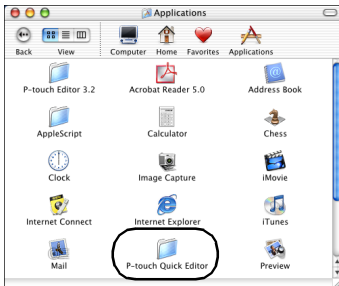 Applications
Back View Computer Home Favorites Applications
P-touch Editor 3.2 Acrobat Reader 5.0 Address Book
AppleScript Calculator Chess
Clock Image Capture iMovie
Internet Connect Internet Explorer iTunes
Mail P-touch Quick Editor Preview